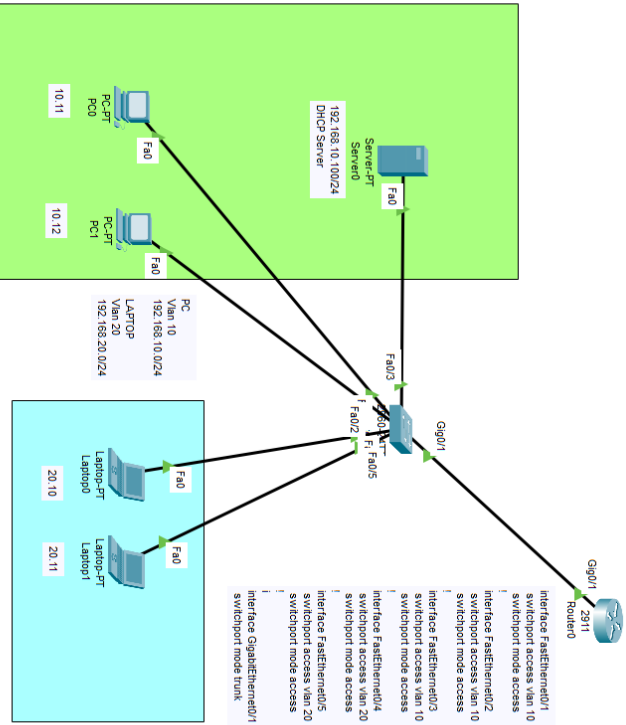 Gig0/1
2911
Router0
Gig0/1
Fa0/3
Fa0/2
Fa0/5
Fa0
Server-PT
Server0
192.168.10.100/24
DHCP Server
Fa0
PC-PT
PC0
10.11
Fa0
PC-PT
PC1
10.12
PC
Vlan 10
192.168.10.0/24
LAPTOP
Vlan 20
192.168.20.0/24
Fa0
Laptop-PT
Laptop0
20.10
Fa0
Laptop-PT
Laptop1
20.11
interface FastEthernet0/1
switchport access vlan 10
switchport mode access
!
interface FastEthernet0/2
switchport access vlan 10
switchport mode access
!
interface FastEthernet0/3
switchport access vlan 10
switchport mode access
!
interface FastEthernet0/4
switchport access vlan 20
switchport mode access
!
interface FastEthernet0/5
switchport access vlan 20
switchport mode access
!
interface GigabitEthernet0/1
switchport mode trunk